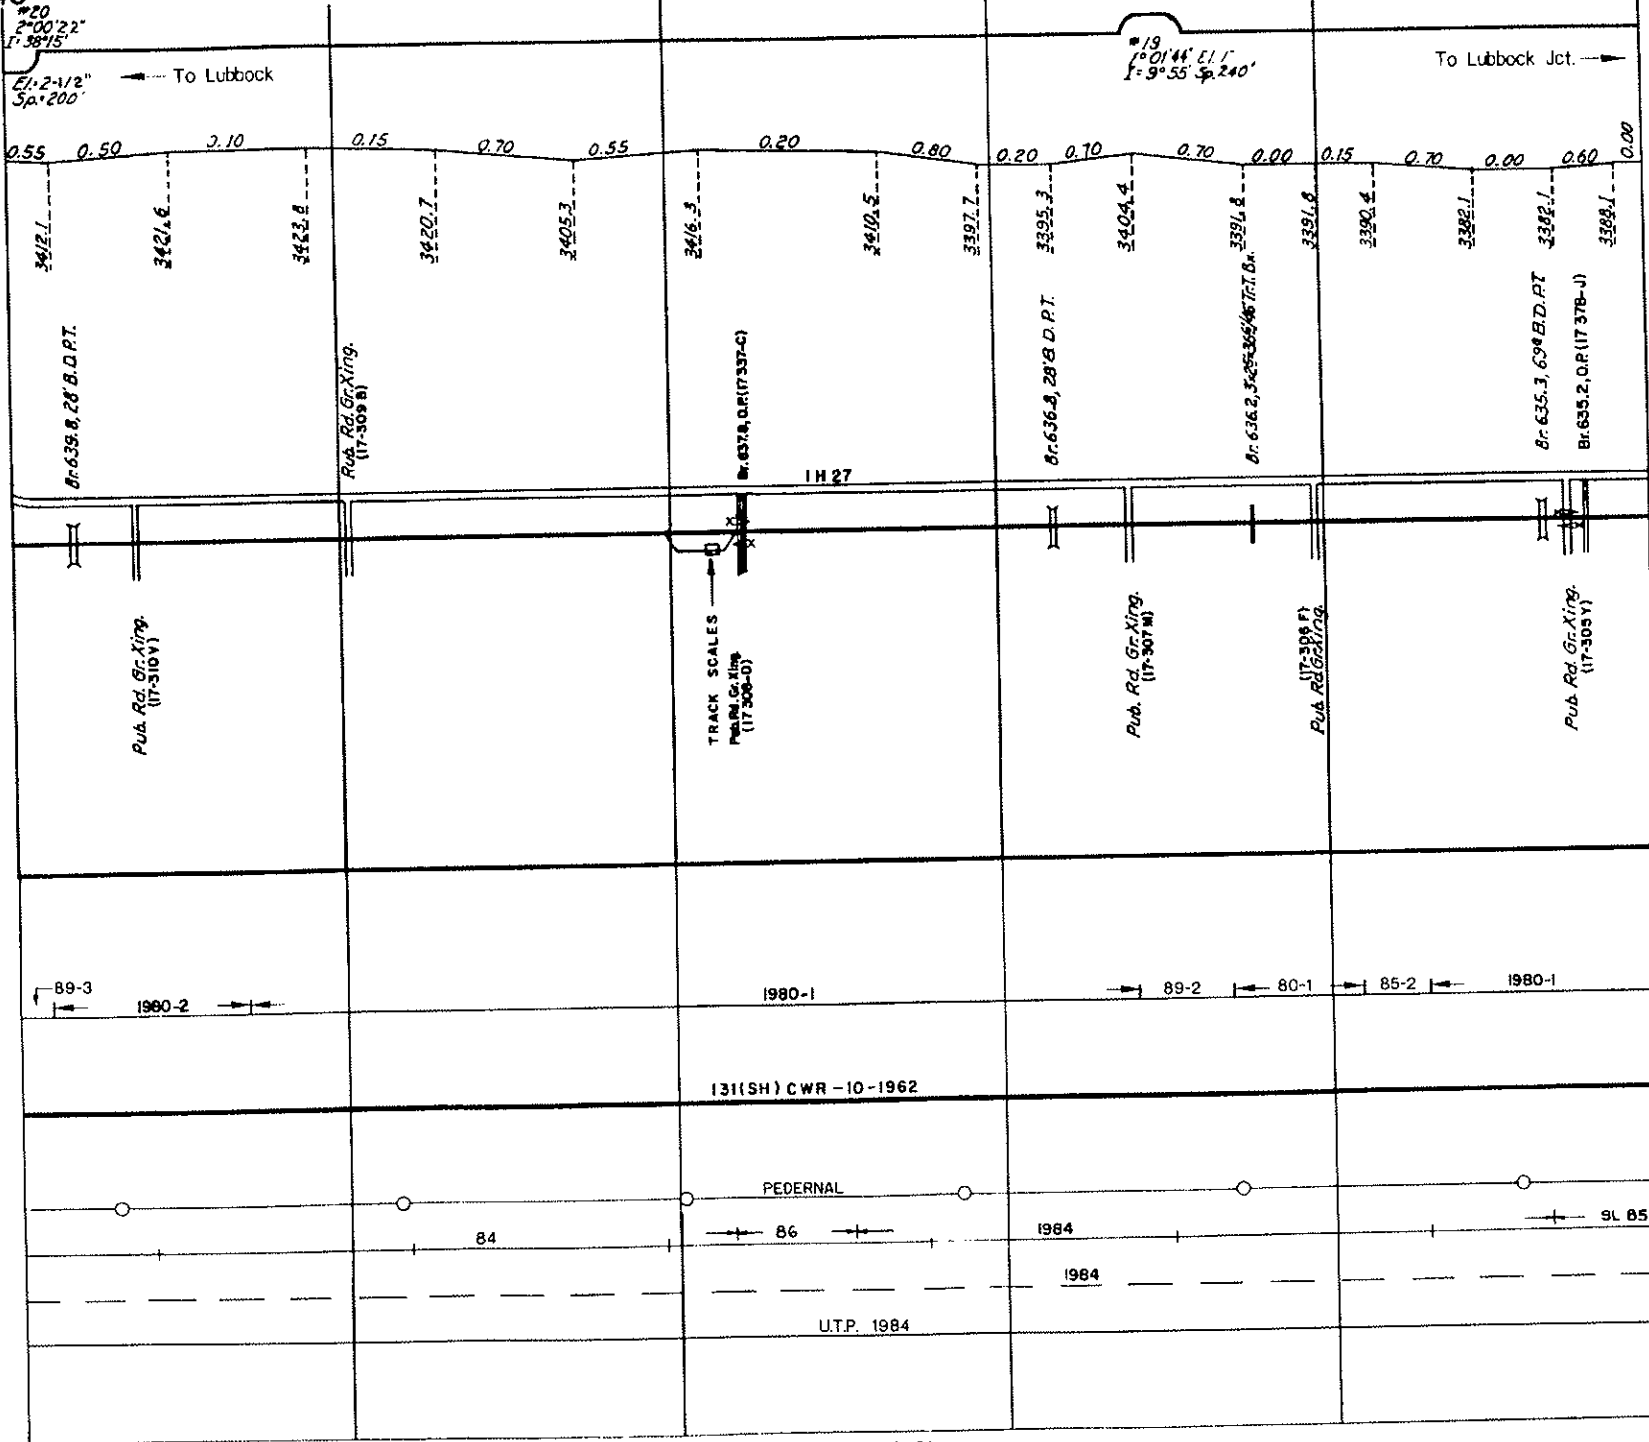 #20
2°00'22"
I=38°15'
El.=2-1/2"
Sp.=200'
To Lubbock
#19
1°01'44" El. 1"
I=9°55' Sp. 240'
To Lubbock Jct.
0.55 0.50 0.10 0.15 0.70 0.55 0.20 0.80 0.20 0.10 0.70 0.00 0.15 0.70 0.00 0.60 0.00
3412.1 3421.6 3423.8 3420.7 3405.3 3416.3 3410.5 3397.7 3395.3 3404.4 3391.8 3391.8 3390.4 3382.1 3382.1 3388.1
Br. 639.8, 28' B.D.P.T.
Pub. Rd. Gr. Xing.
(17-309 B)
Br. 637.8, O.P. (17337-C)
Br. 636.8, 28' B.D.P.T.
Br. 636.2,
Br. 635.3, 69' B.D.P.T
Br. 635.2, O.P. (17 378-J)
IH 27
Pub. Rd. Gr. Xing.
(17-310 Y)
TRACK SCALES
Pub. Rd. Gr. Xing.
(17 308-D)
Pub. Rd. Gr. Xing.
(17-307 M)
(17-306 F)
Pub. Rd. Gr. Xing.
Pub. Rd. Gr. Xing.
(17-305 Y)
89-3 1980-2 1980-1 89-2 80-1 85-2 1980-1
131(SH) CWR-10-1962
PEDERNAL
84 86 1984 SL 85
1984
U.T.P. 1984